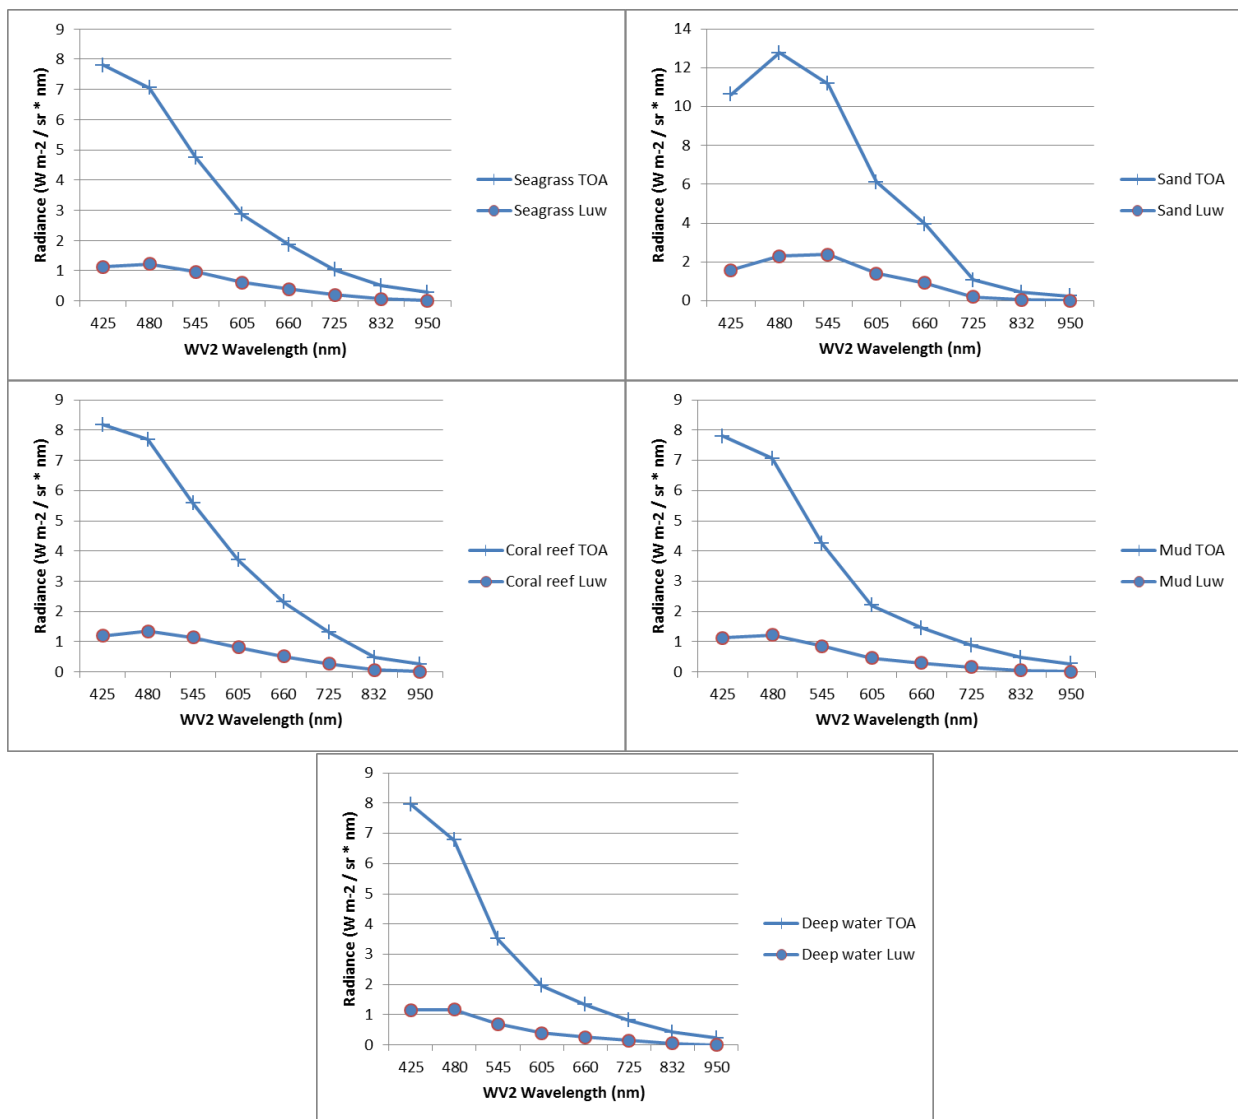 9
8
7
6
5
4
3
2
1
0
Radiance (W m-2 / sr * nm)
425 480 545 605 660 725 832 950
WV2 Wavelength (nm)
Seagrass TOA
Seagrass Luw
14
12
10
8
6
4
2
0
Radiance (W m-2 / sr * nm)
425 480 545 605 660 725 832 950
WV2 Wavelength (nm)
Sand TOA
Sand Luw
9
8
7
6
5
4
3
2
1
0
Radiance (W m-2 / sr * nm)
425 480 545 605 660 725 832 950
WV2 Wavelength (nm)
Coral reef TOA
Coral reef Luw
9
8
7
6
5
4
3
2
1
0
Radiance (W m-2 / sr * nm)
425 480 545 605 660 725 832 950
WV2 Wavelength (nm)
Mud TOA
Mud Luw
9
8
7
6
5
4
3
2
1
0
Radiance (W m-2 / sr * nm)
425 480 545 605 660 725 832 950
WV2 Wavelength (nm)
Deep water TOA
Deep water Luw